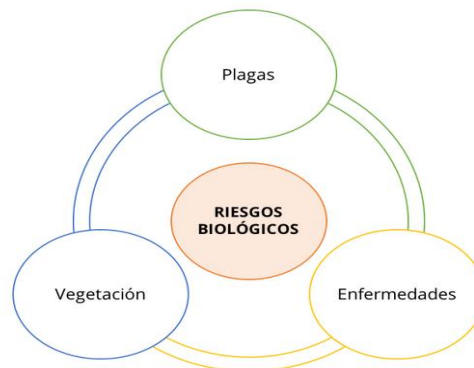 Plagas
RIESGOS
BIOLÓGICOS
Vegetación
Enfermedades